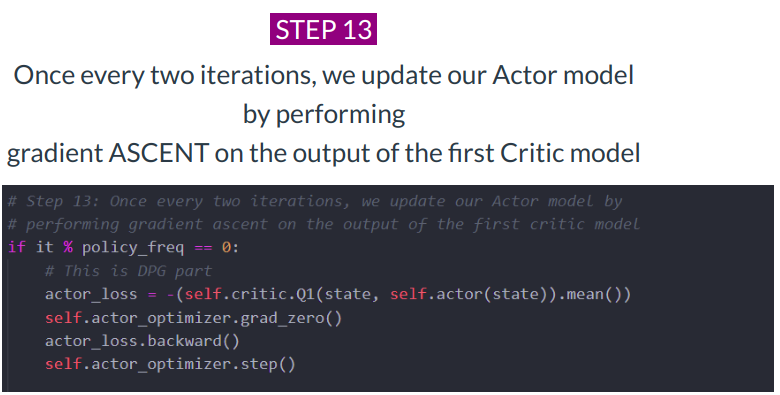 STEP 13
Once every two iterations, we update our Actor model
by performing
gradient ASCENT on the output of the first Critic model
# Step 13: Once every two iterations, we update our Actor model by
# performing gradient ascent on the output of the first critic model
if it % policy_freq == 0:
# This is DPG part
actor_loss = -(self.critic.Q1(state, self.actor(state)).mean())
self.actor_optimizer.grad_zero()
actor_loss.backward()
self.actor_optimizer.step()